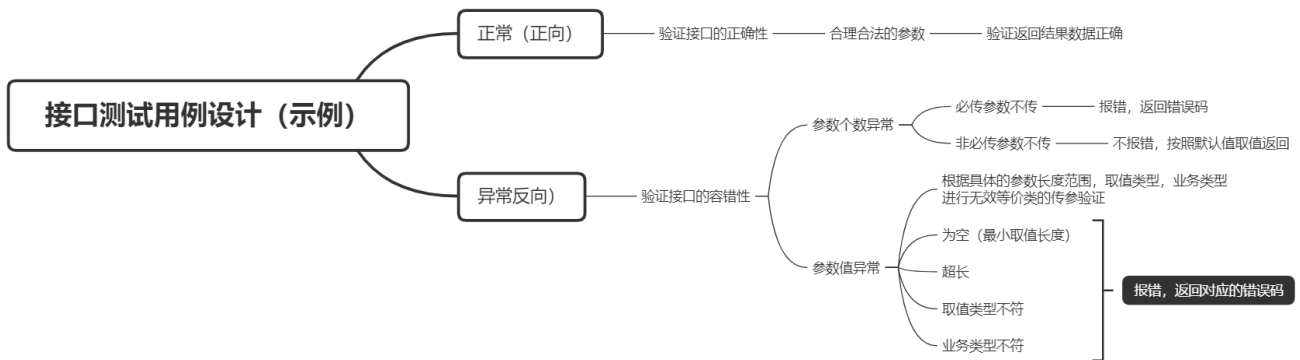 接口测试用例设计（示例）
正常（正向）
验证接口的正确性
合理合法的参数
验证返回结果数据正确
异常反向）
验证接口的容错性
参数个数异常
必传参数不传
报错，返回错误码
非必传参数不传
不报错，按照默认值取值返回
参数值异常
根据具体的参数长度范围，取值类型，业务类型
进行无效等价类的传参验证
为空（最小取值长度）
超长
取值类型不符
业务类型不符
报错，返回对应的错误码